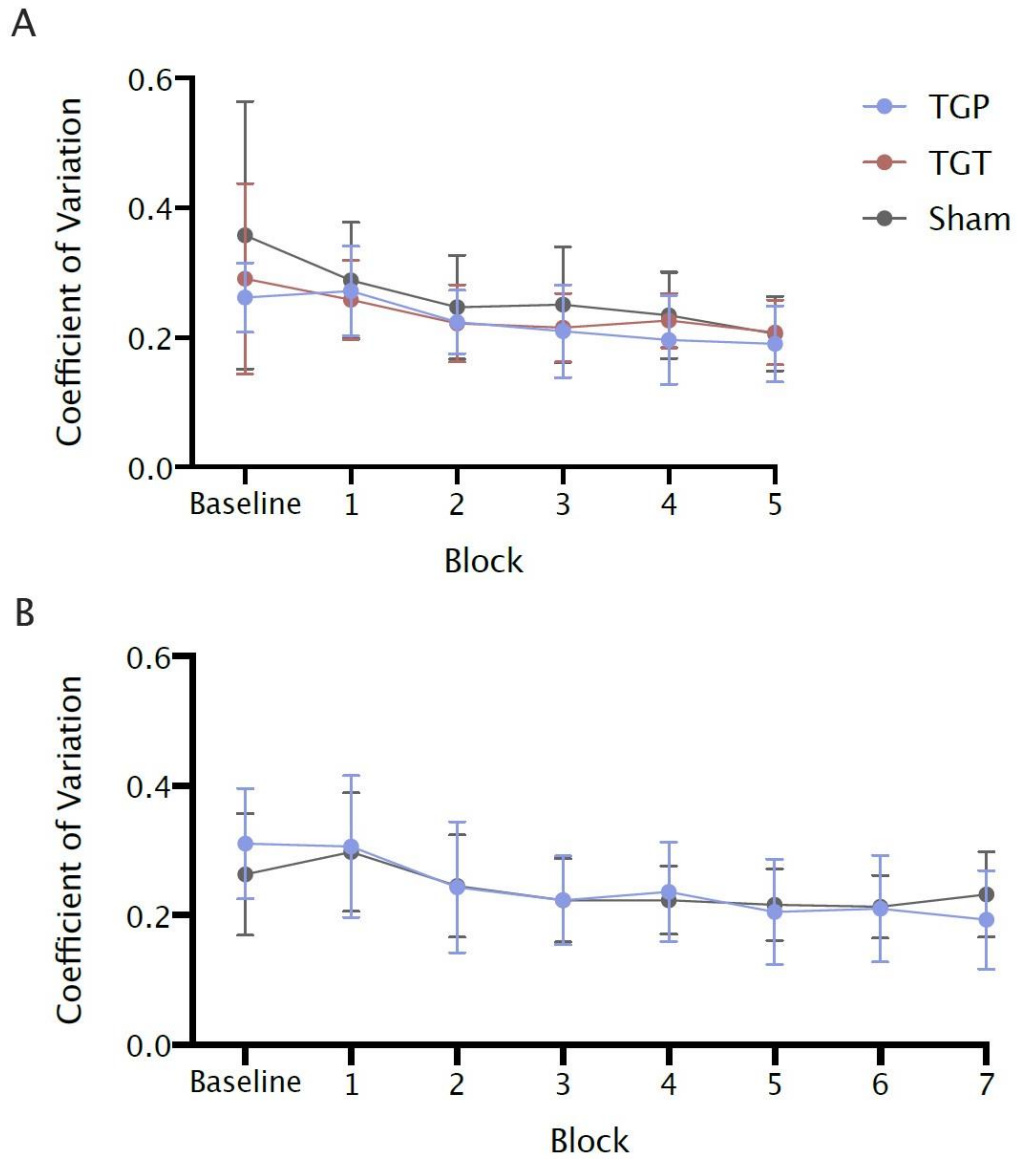 A
Coefficient of Variation
0.6
0.4
0.2
0.0
Baseline 1 2 3 4 5
Block
TGP
TGT
Sham
B
Coefficient of Variation
0.6
0.4
0.2
0.0
Baseline 1 2 3 4 5 6 7
Block